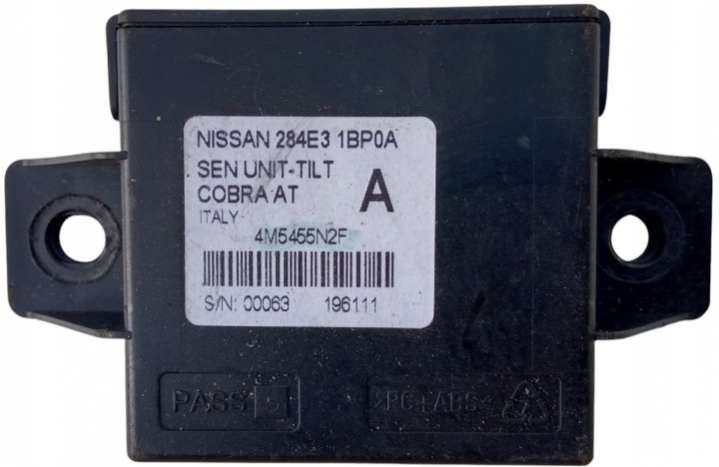 NISSAN 284E3 1BP0A
SEN UNIT-TILT
COBRA AT
A
ITALY
4M5455N2F
S/N: 00063 196111
PASS
>PC+ABS<